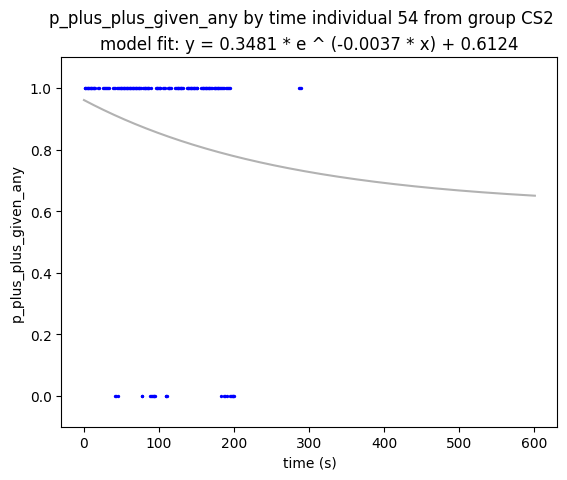 p_plus_plus_given_any by time individual 54 from group CS2
model fit: y = 0.3481 * e ^ (-0.0037 * x) + 0.6124
p_plus_plus_given_any
1.0
0.8
0.6
0.4
0.2
0.0
0 100 200 300 400 500 600
time (s)